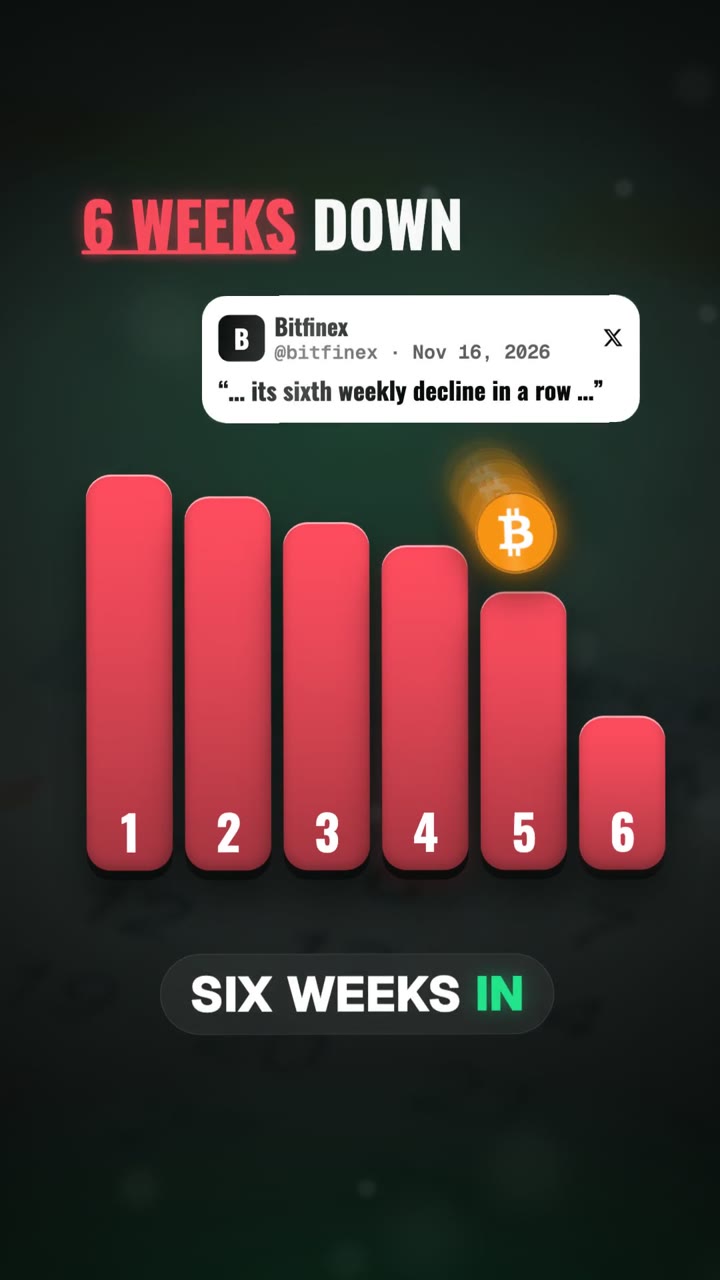 6 WEEKS DOWN
B
Bitfinex
@bitfinex · Nov 16, 2026
X
“... its sixth weekly decline in a row ...”
₿
1 2 3 4 5 6
SIX WEEKS IN